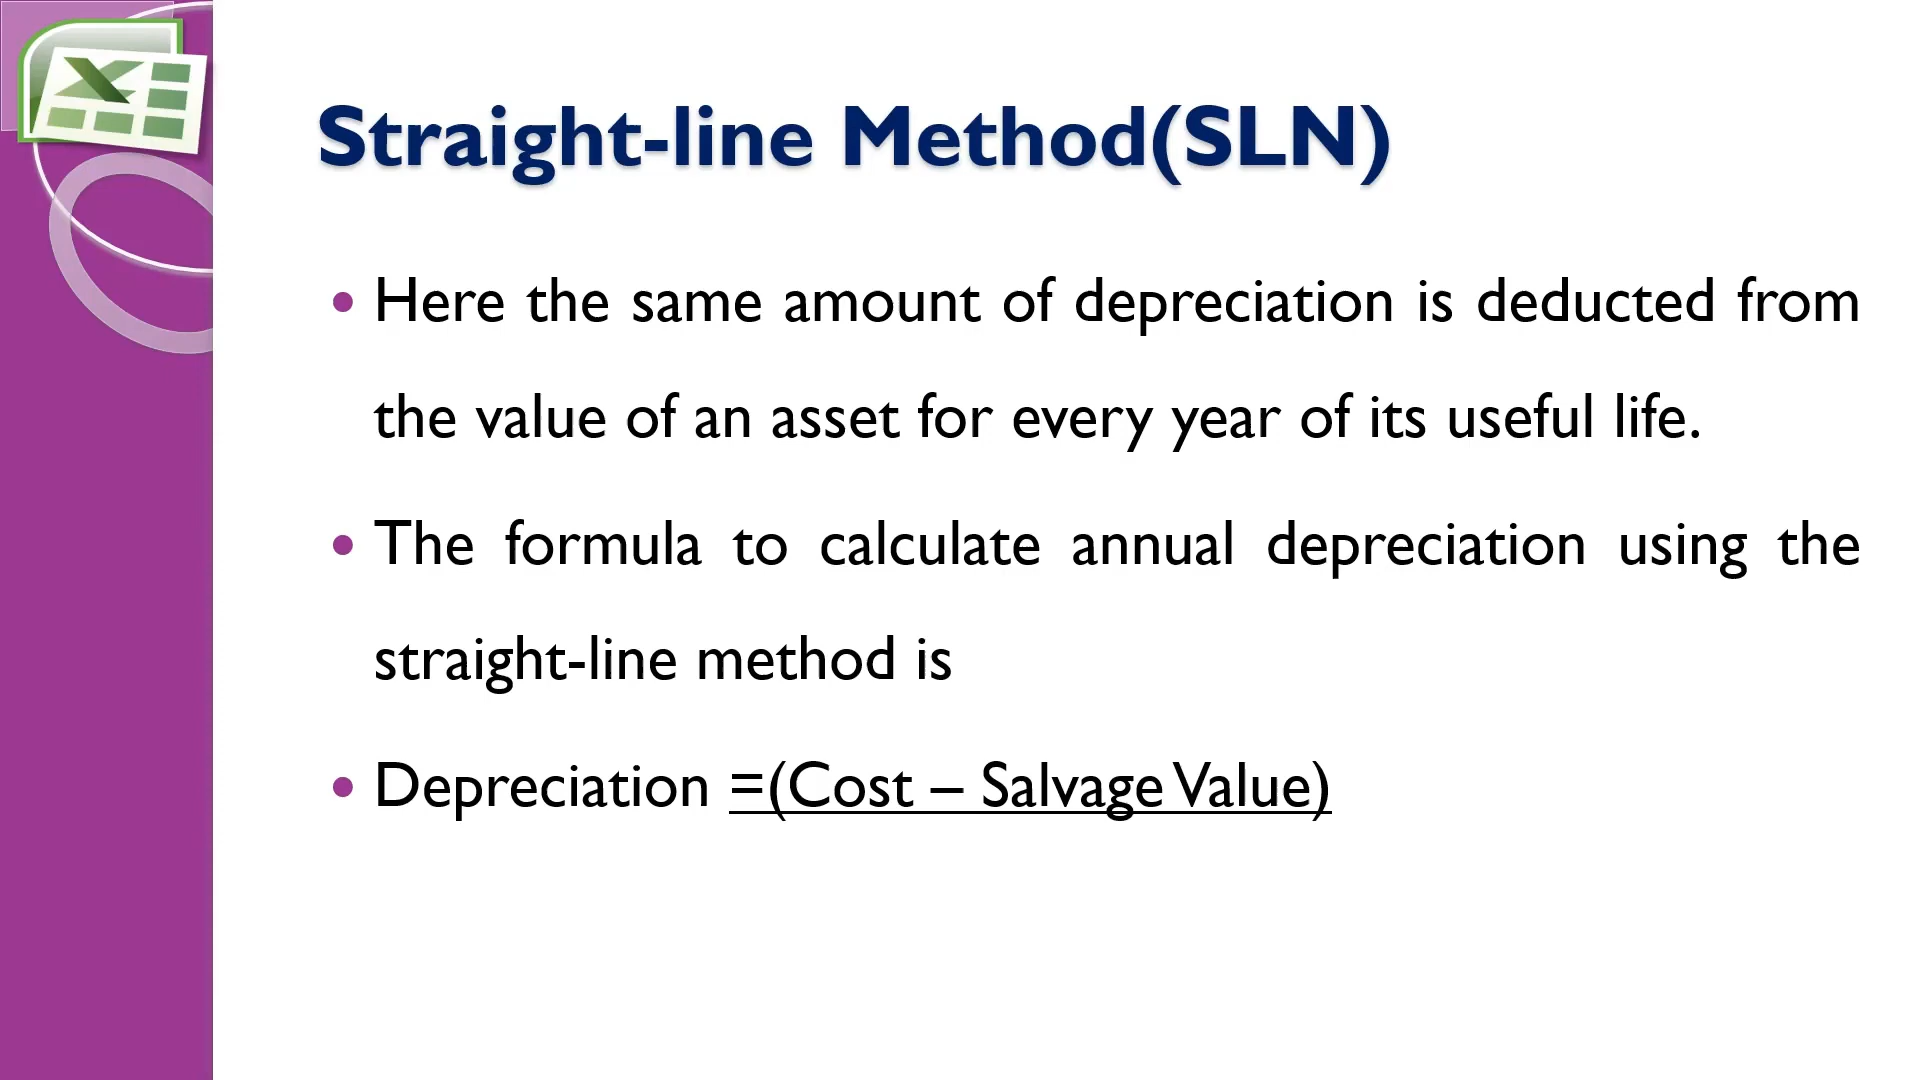 Straight-line Method(SLN)
• Here the same amount of depreciation is deducted from
the value of an asset for every year of its useful life.
• The formula to calculate annual depreciation using the
straight-line method is
• Depreciation =(Cost – Salvage Value)